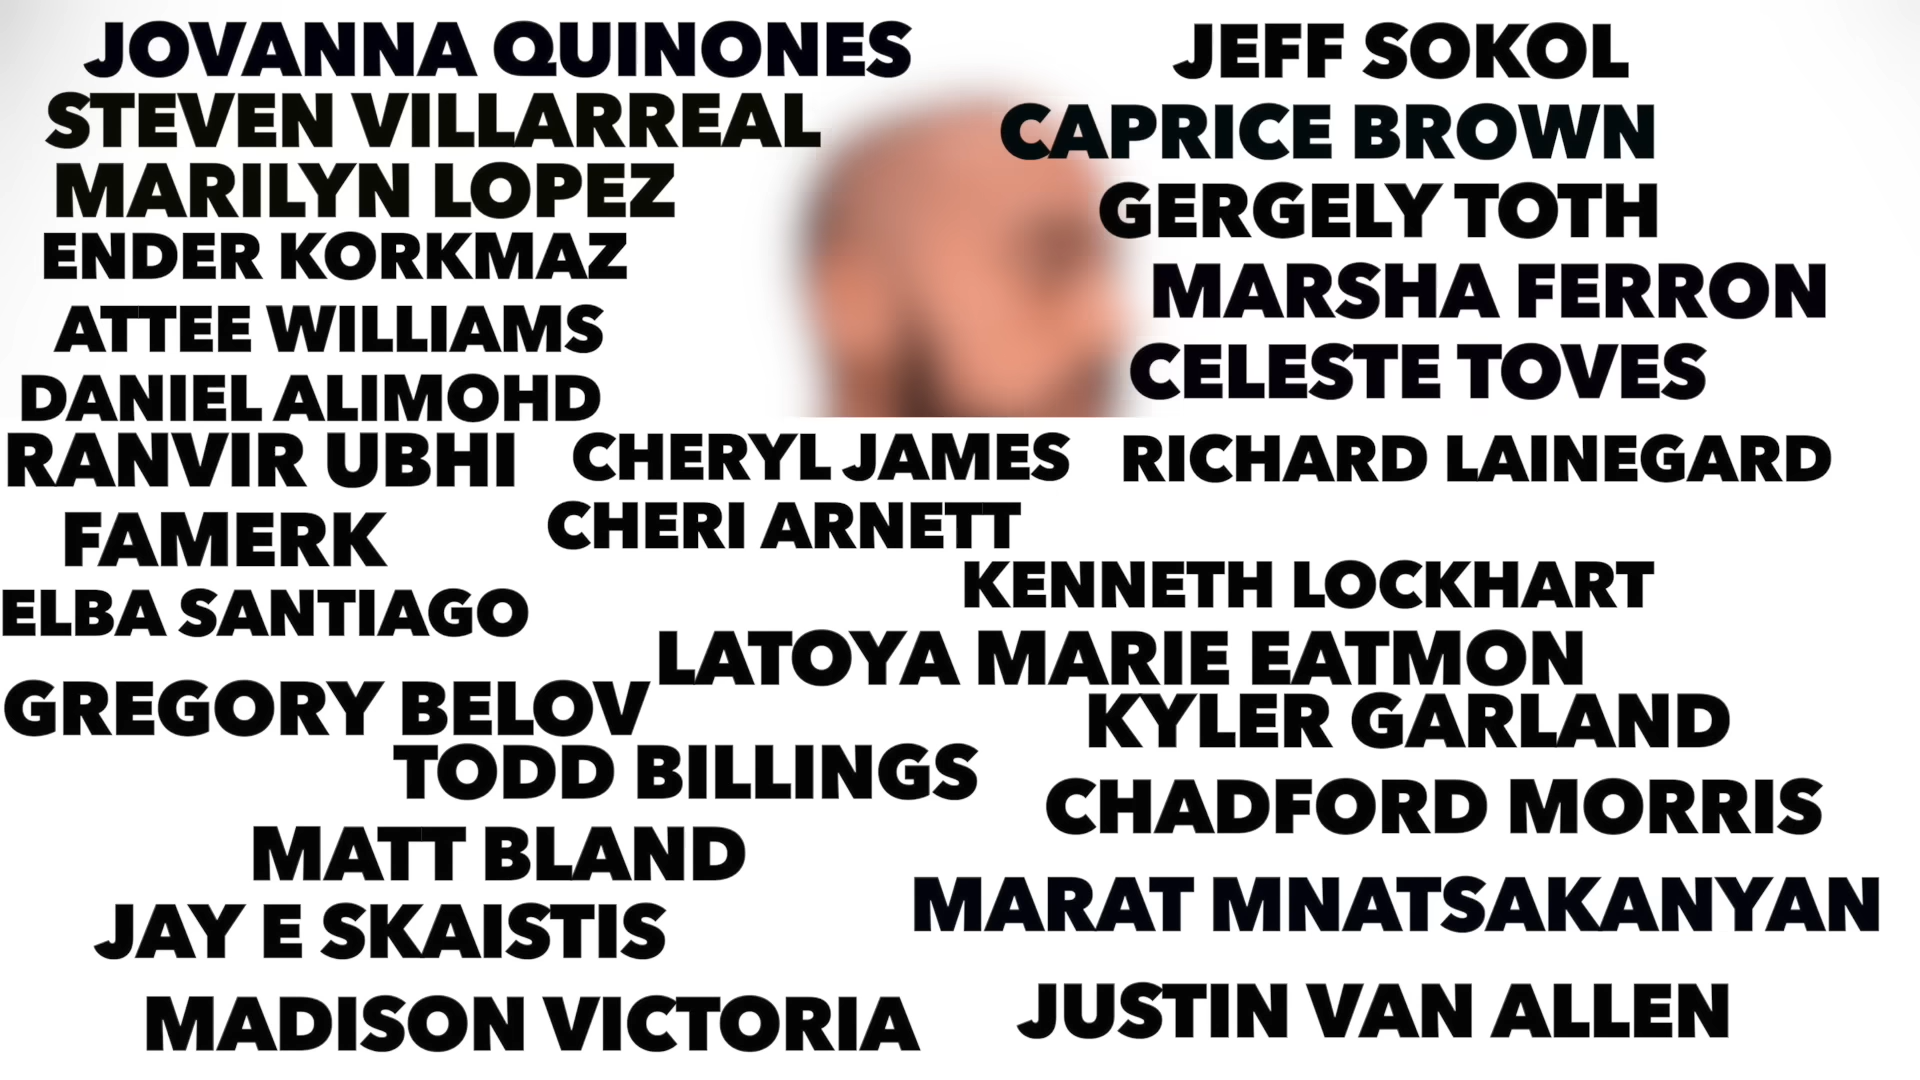 JOVANNA QUINONES
JEFF SOKOL
STEVEN VILLARREAL
CAPRICE BROWN
MARILYN LOPEZ
GERGELY TOTH
ENDER KORKMAZ
MARSHA FERRON
ATTEE WILLIAMS
CELESTE TOVES
DANIEL ALIMOHD
RANVIR UBHI
CHERYL JAMES
RICHARD LAINEGARD
FAMERK
CHERI ARNETT
KENNETH LOCKHART
ELBA SANTIAGO
LATOYA MARIE EATMON
GREGORY BELOV
KYLER GARLAND
TODD BILLINGS
CHADFORD MORRIS
MATT BLAND
MARAT MNATSAKANYAN
JAY E SKAISTIS
JUSTIN VAN ALLEN
MADISON VICTORIA